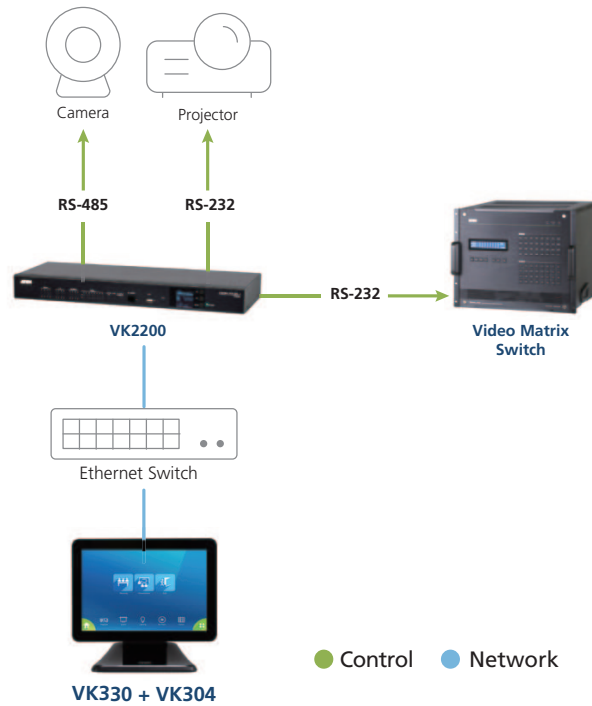 Camera
Projector
RS-485
RS-232
RS-232
VK2200
Video Matrix
Switch
Ethernet Switch
Control
Network
VK330 + VK304